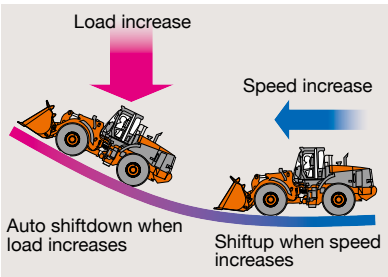 Load increase
Speed increase
Auto shiftdown when
load increases
Shiftup when speed
increases